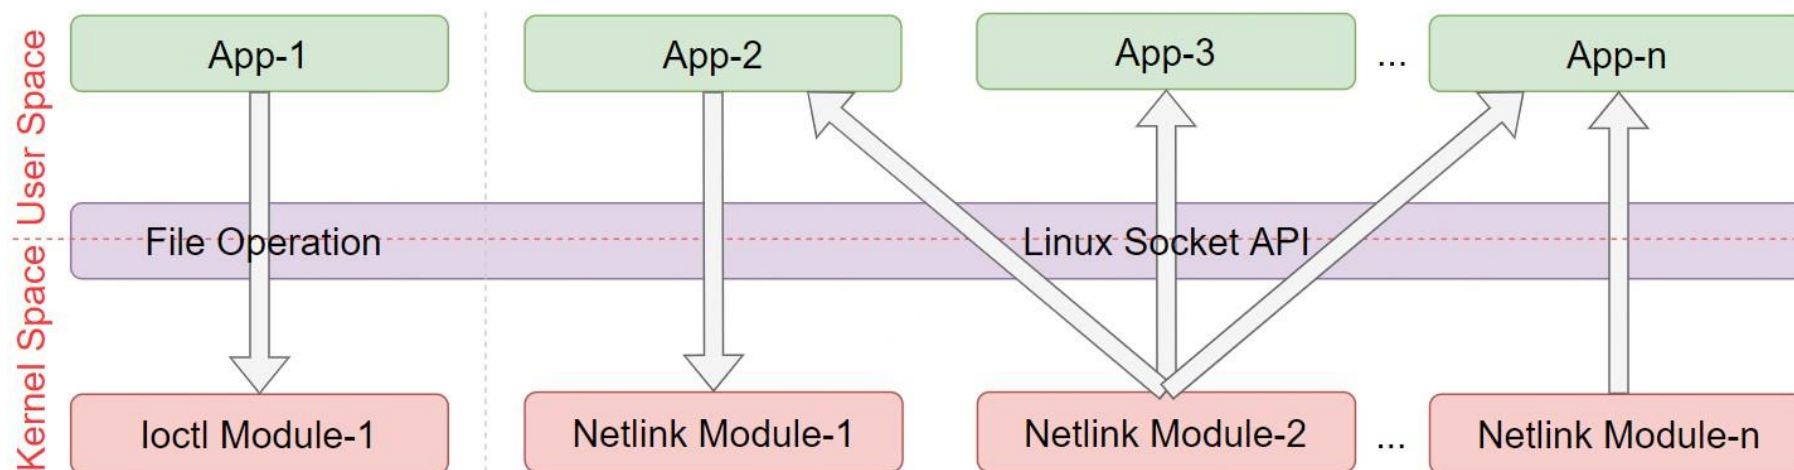 User Space
App-1
App-2
App-3
...
App-n
File Operation
Linux Socket API
Kernel Space
Ioctl Module-1
Netlink Module-1
Netlink Module-2
...
Netlink Module-n